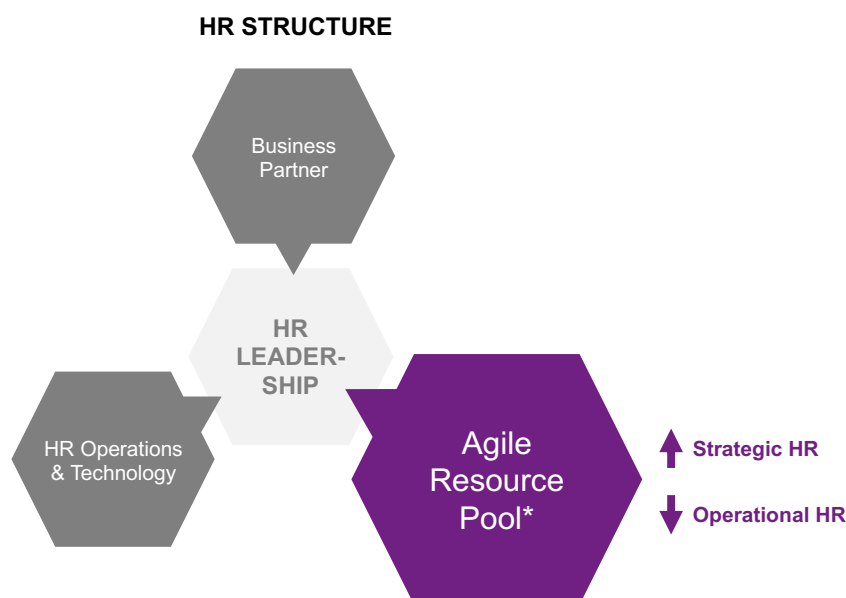 HR STRUCTURE
Business
Partner
HR
LEADER-
SHIP
HR Operations
& Technology
Agile
Resource
Pool*
Strategic HR
Operational HR